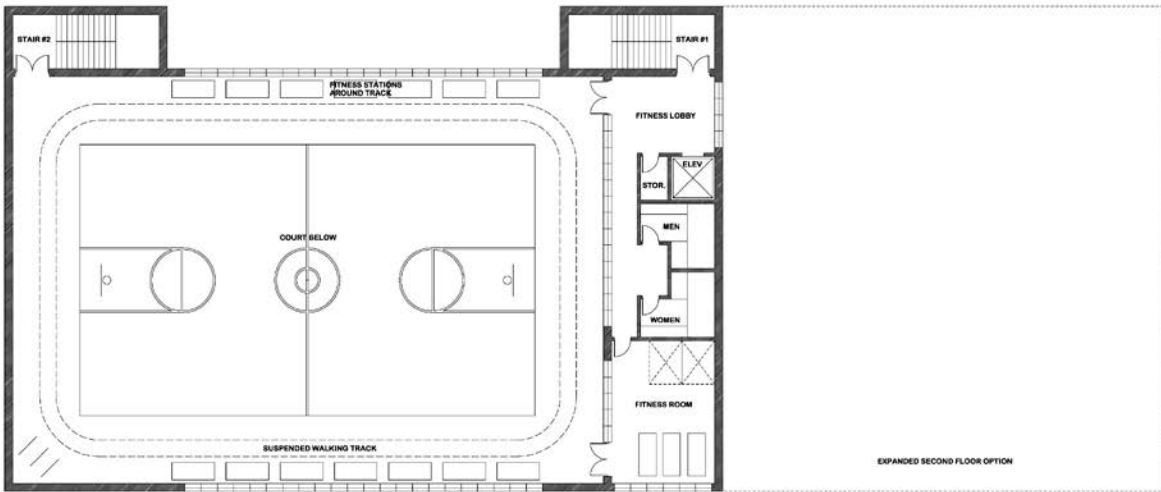 STAIR #2
STAIR #1
FITNESS STATIONS
AROUND TRACK
FITNESS LOBBY
ELEV
STOR.
MEN
COURT BELOW
WOMEN
FITNESS ROOM
SUSPENDED WALKING TRACK
EXPANDED SECOND FLOOR OPTION